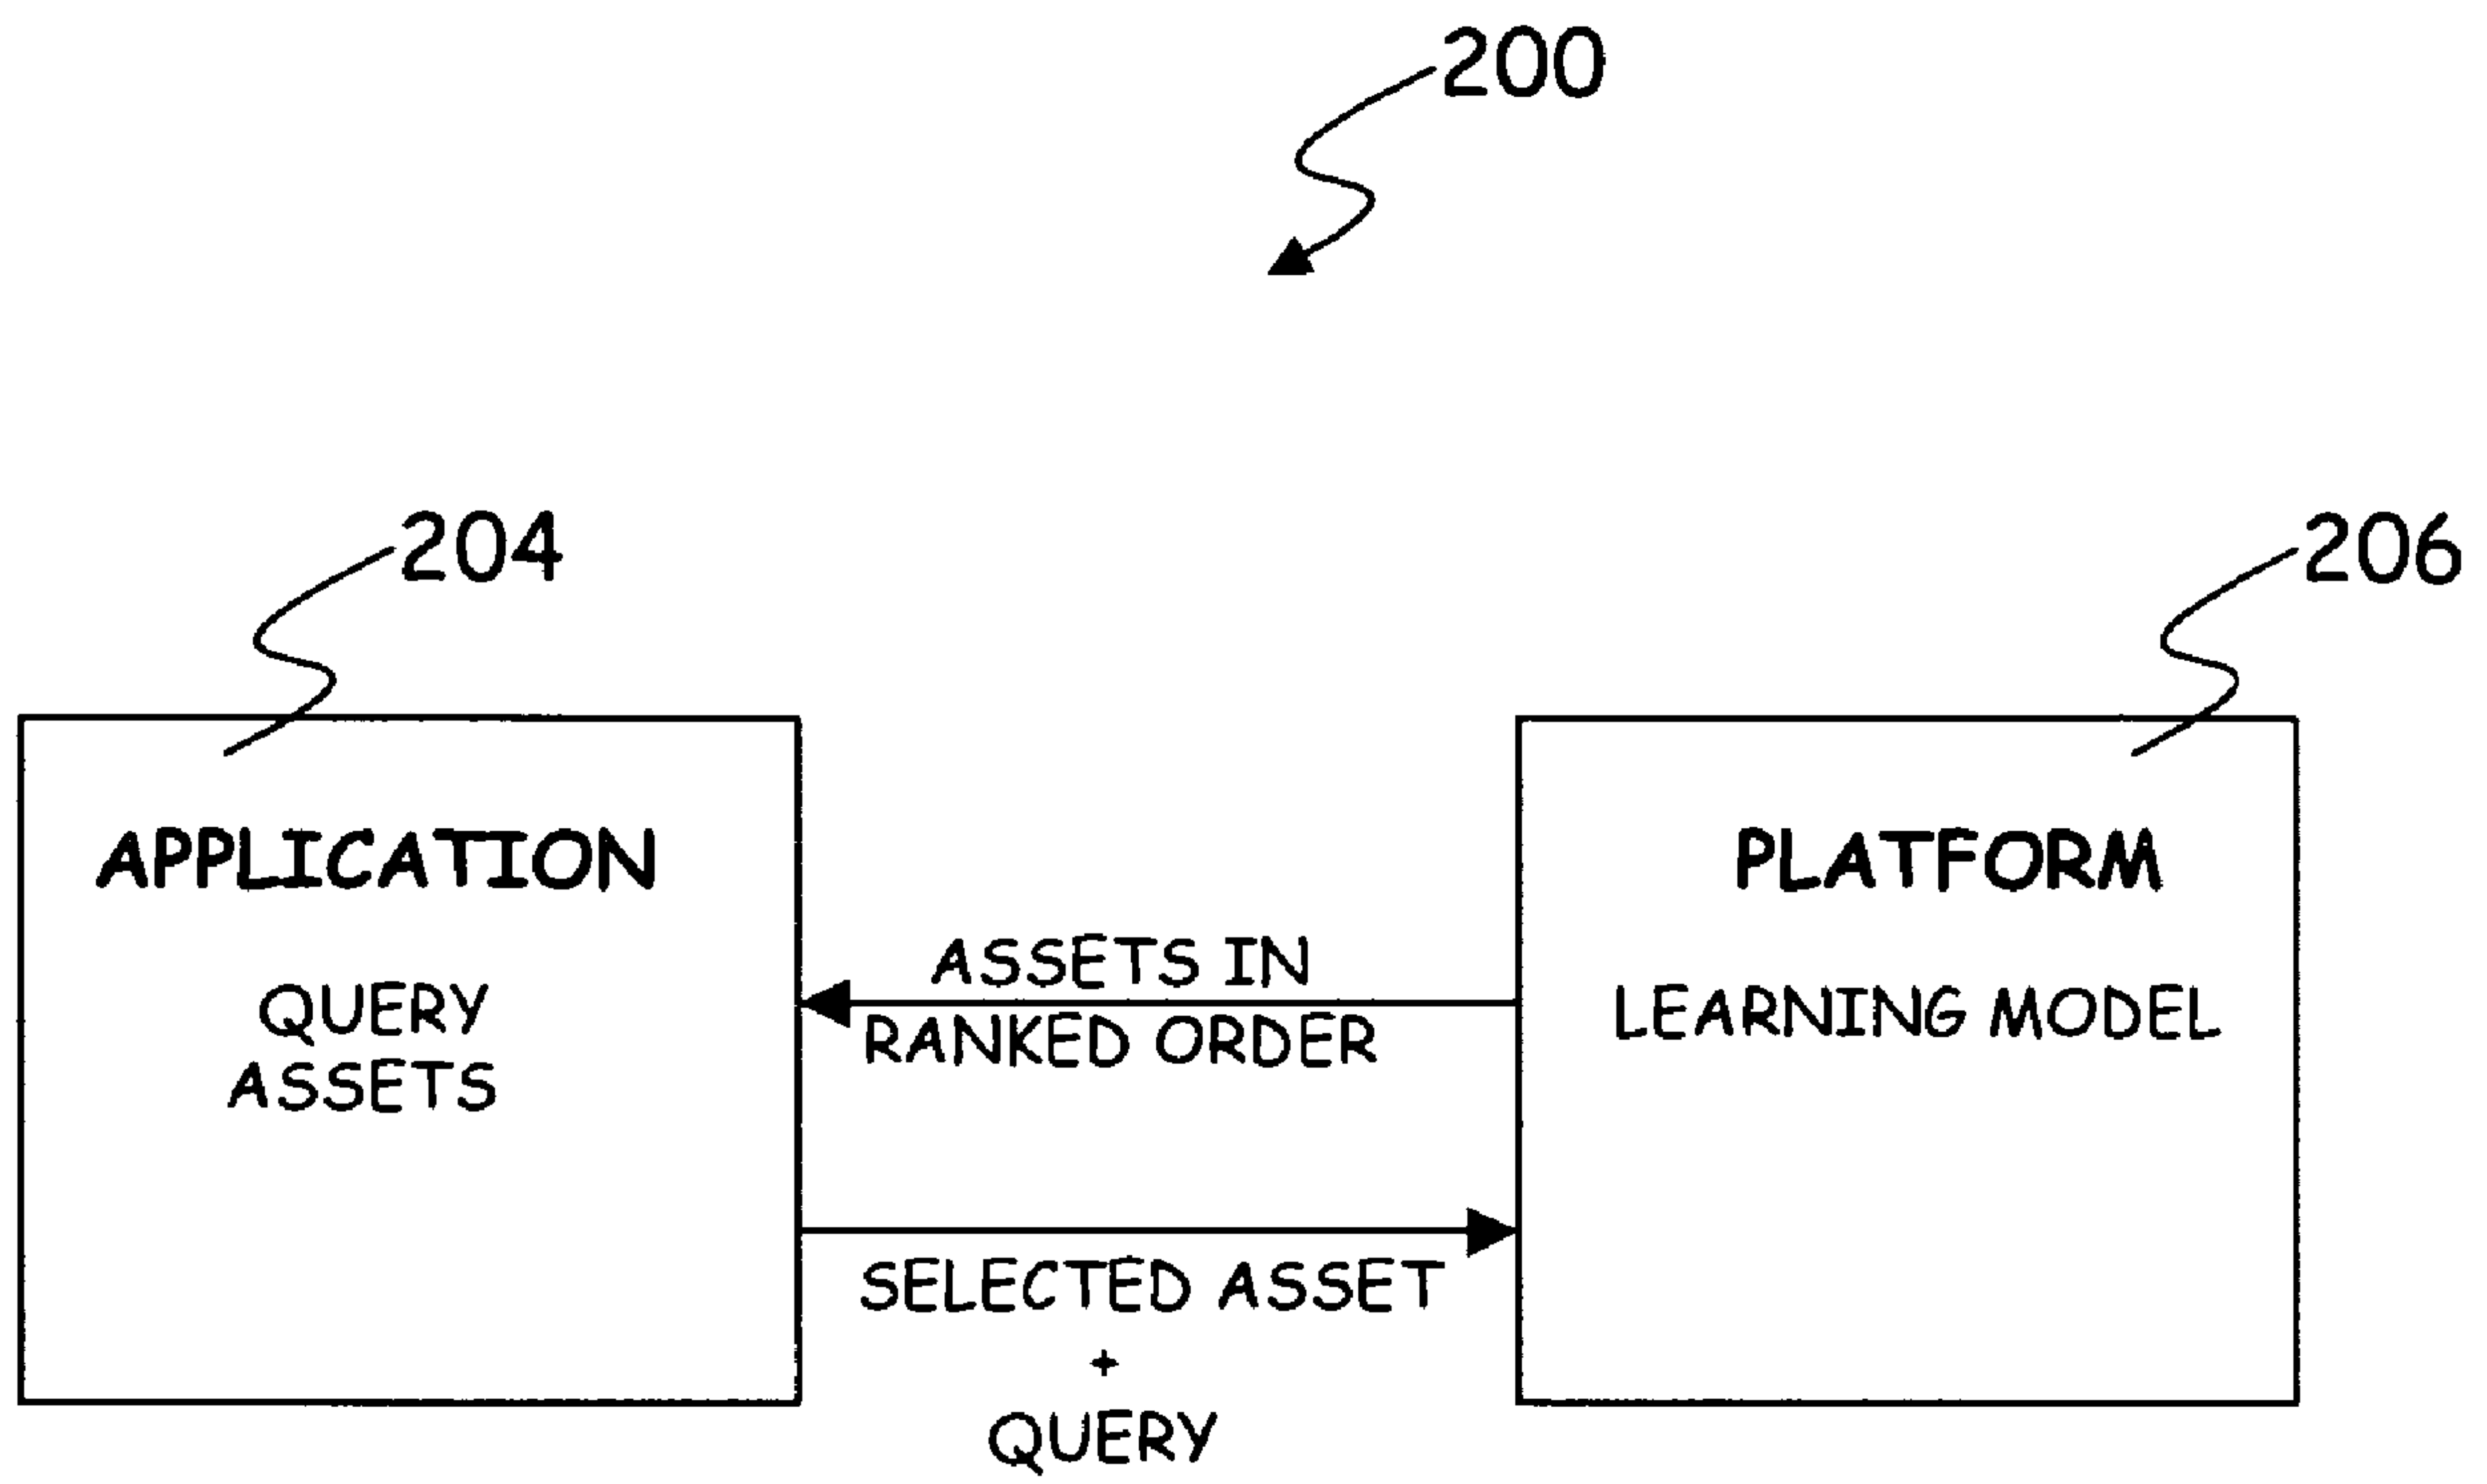 200
204
206
APPLICATION
QUERY
ASSETS
ASSETS IN
RANKED ORDER
SELECTED ASSET
+
QUERY
PLATFORM
LEARNING MODEL